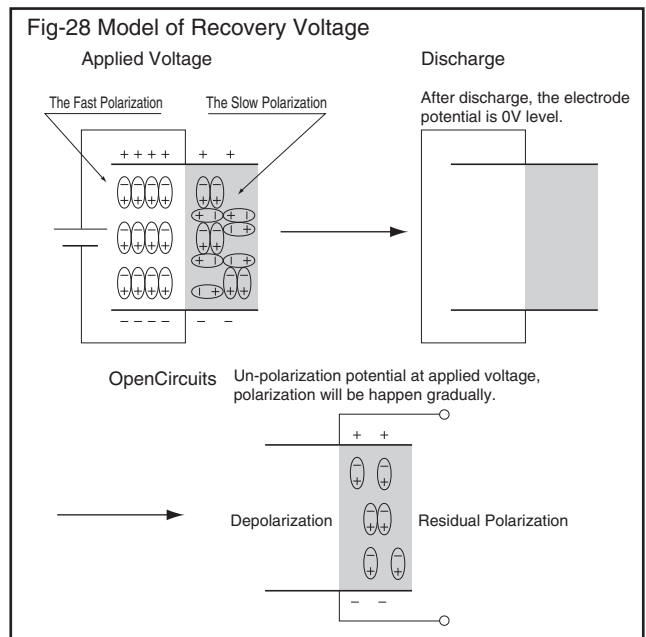 Fig-28 Model of Recovery Voltage
Applied Voltage
Discharge
The Fast Polarization
The Slow Polarization
After discharge, the electrode
potential is 0V level.
+ + + + + +
− + − + − + − + − + − +
+ − + −
− + − + − +
− + − + − + − + − + − +
+ − + −
− + − + − + − + − + − + − +
− − − − − −
OpenCircuits
Un-polarization potential at applied voltage,
polarization will be happen gradually.
+ +
− + − +
− + − +
− + − +
− −
Depolarization
Residual Polarization